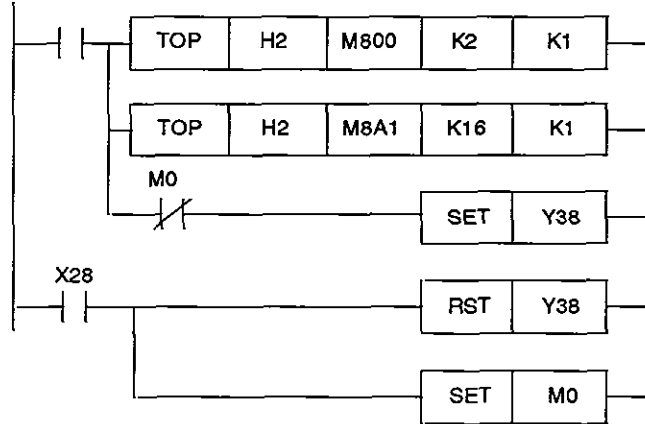 TOP H2 M800 K2 K1
TOP H2 M8A1 K16 K1
M0
SET Y38
X28
RST Y38
SET M0